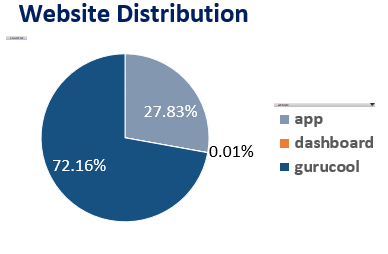 Website Distribution
27.83%
0.01%
72.16%
app
dashboard
gurucool